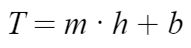 T = m · h + b